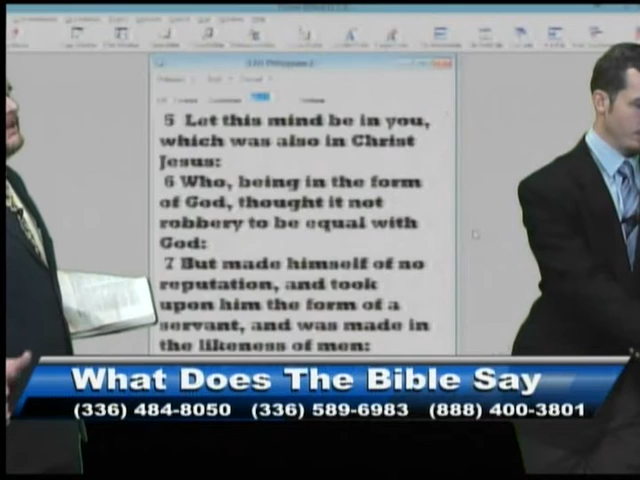 5 Let this mind be in you,
which was also in Christ
Jesus:
6 Who, being in the form
of God, thought it not
robbery to be equal with
God:
7 But made himself of no
reputation, and took
upon him the form of a
servant, and was made in
the likeness of men:
What Does The Bible Say
(336) 484-8050 (336) 589-6983 (888) 400-3801